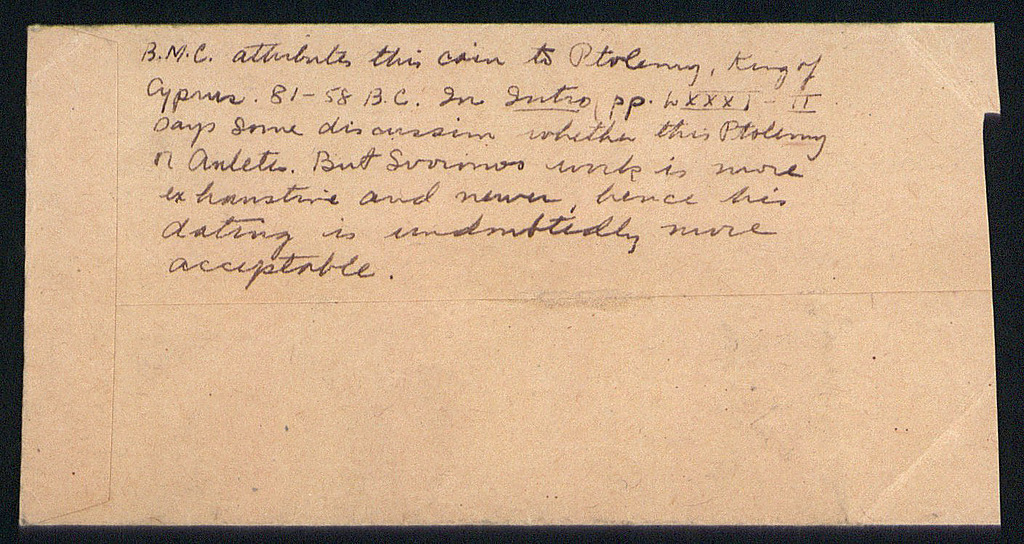 B.M.C. attributes this coin to Ptolemy, King of
Cyprus. 81-58 B.C. In Intro pp. LXXXI-II
says some discussion whether this Ptolemy
or Auletes. But Svoronos work is more
exhaustive and newer, hence his
dating is undoubtedly more
acceptable.